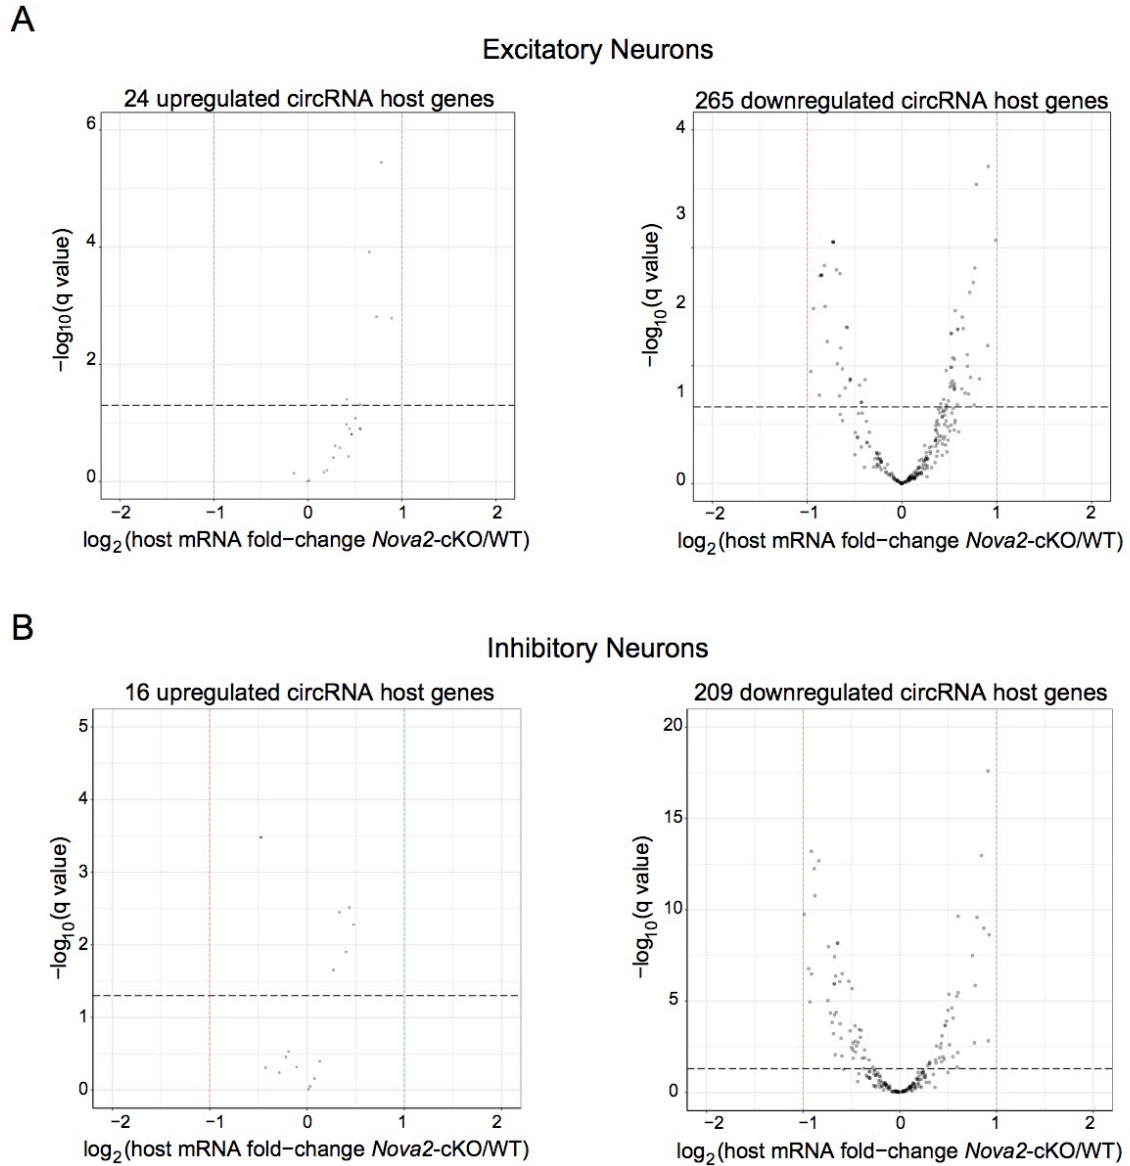 A
Excitatory Neurons
24 upregulated circRNA host genes
6
4
2
0
−log10(q value)
−2 −1 0 1 2
log2(host mRNA fold−change Nova2-cKO/WT)
265 downregulated circRNA host genes
4
3
2
1
0
−log10(q value)
−2 −1 0 1 2
log2(host mRNA fold−change Nova2-cKO/WT)
B
Inhibitory Neurons
16 upregulated circRNA host genes
5
4
3
2
1
0
−log10(q value)
−2 −1 0 1 2
log2(host mRNA fold−change Nova2-cKO/WT)
209 downregulated circRNA host genes
20
15
10
5
0
−log10(q value)
−2 −1 0 1 2
log2(host mRNA fold−change Nova2-cKO/WT)